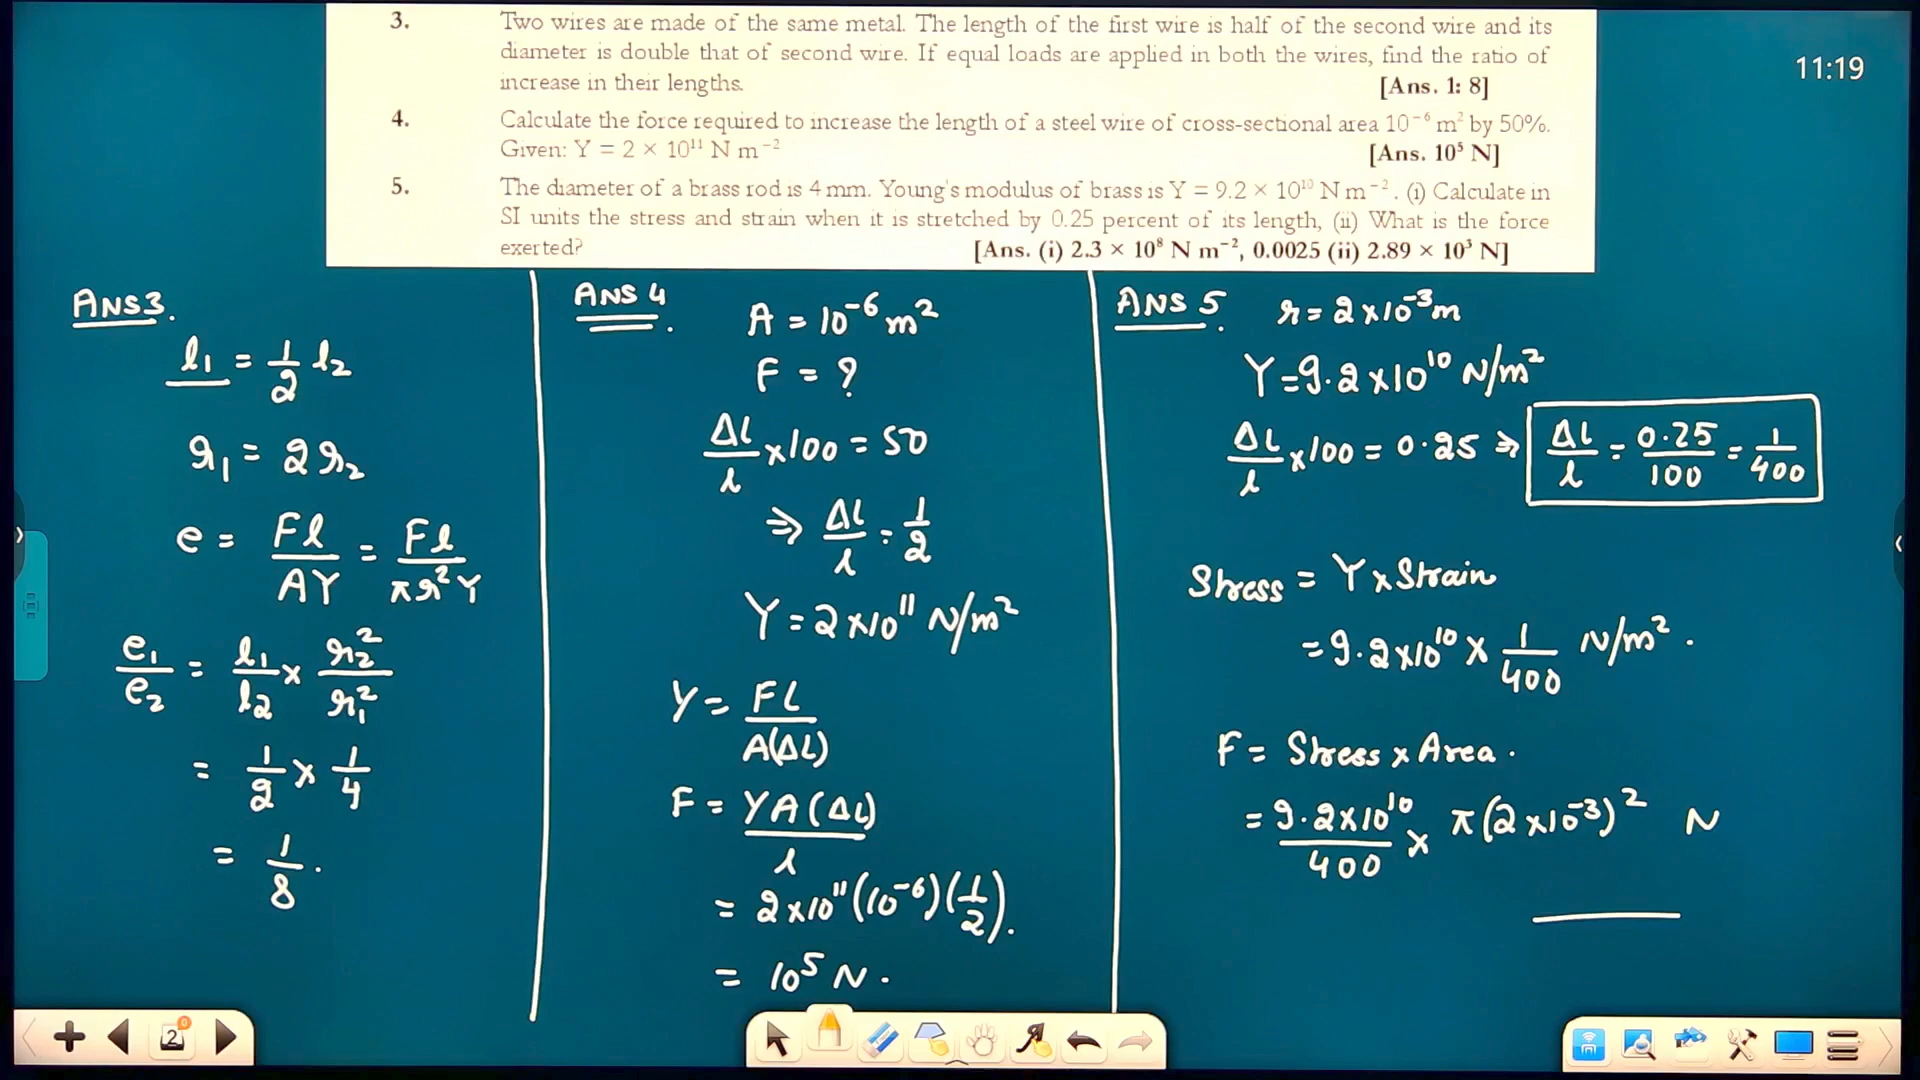 3. Two wires are made of the same metal. The length of the first wire is half of the second wire and its
diameter is double that of second wire. If equal loads are applied in both the wires, find the ratio of
increase in their lengths. [Ans. 1: 8]
4. Calculate the force required to increase the length of a steel wire of cross-sectional area 10⁻⁶ m² by 50%.
Given: Y = 2 × 10¹¹ N m⁻² [Ans. 10⁵ N]
5. The diameter of a brass rod is 4 mm. Young's modulus of brass is Y = 9.2 × 10¹⁰ N m⁻². (i) Calculate in
SI units the stress and strain when it is stretched by 0.25 percent of its length, (ii) What is the force
exerted? [Ans. (i) 2.3 × 10⁸ N m⁻², 0.0025 (ii) 2.89 × 10³ N]
11:19
ANS3.
l₁ = 1/2 l₂
r₁ = 2r₂
e = Fl/AY = Fl/πr²Y
e₁/e₂ = l₁/l₂ × r₂²/r₁²
= 1/2 × 1/4
= 1/8.
ANS 4.
A = 10⁻⁶ m²
F = ?
ΔL/l × 100 = 50
⇒ ΔL/l = 1/2
Y = 2×10¹¹ N/m²
Y = FL/A(ΔL)
F = YA(ΔL)/l
= 2×10¹¹(10⁻⁶)(1/2).
= 10⁵ N.
ANS 5.
r = 2×10⁻³m
Y = 9.2×10¹⁰ N/m²
ΔL/l × 100 = 0.25 ⇒ ΔL/l = 0.25/100 = 1/400
Stress = Y × Strain
= 9.2×10¹⁰ × 1/400 N/m².
F = Stress × Area.
= 9.2×10¹⁰/400 × π(2×10⁻³)² N
2
0